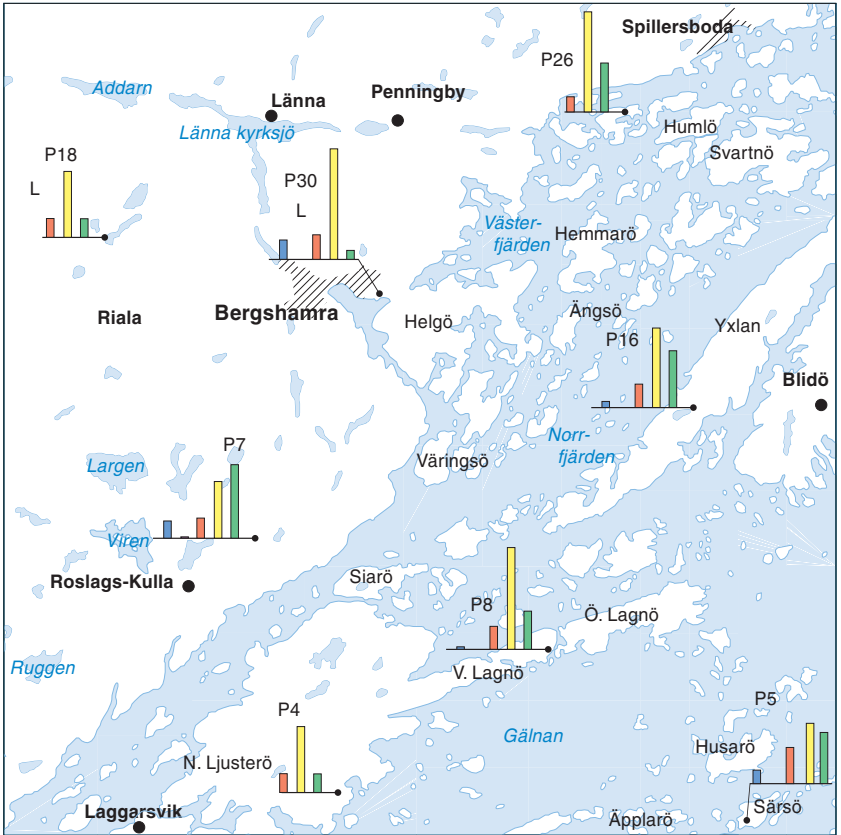 Spillersboda
P26
Addarn
Länna
Penningby
Länna kyrksjö
Humlö
Svartnö
P18
L
P30
L
Väster-
fjärden
Hemmarö
Bergshamra
Riala
Helgö
Ängsö
P16
Yxlan
Blidö
Norr-
fjärden
P7
Largen
Väringsö
Viren
Roslags-Kulla
Siarö
P8
Ö. Lagnö
Ruggen
V. Lagnö
P4
P5
Gälnan
Husarö
N. Ljusterö
Laggarsvik
Särsö
Äpplarö